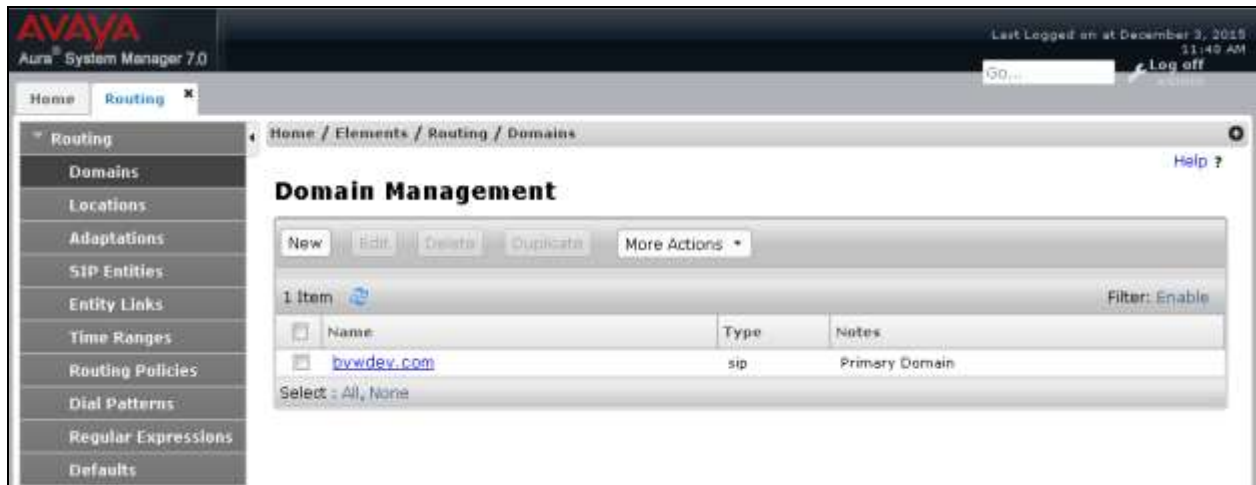 AVAYA
Aura® System Manager 7.0
Last Logged on at December 3, 2015
11:40 AM
Go...
Log off
Home
Routing ✖
Routing
Domains
Locations
Adaptations
SIP Entities
Entity Links
Time Ranges
Routing Policies
Dial Patterns
Regular Expressions
Defaults
Home / Elements / Routing / Domains
Help ?
Domain Management
New Edit Delete Duplicate More Actions
1 Item Filter: Enable
Name Type Notes
bvwdev.com sip Primary Domain
Select : All, None